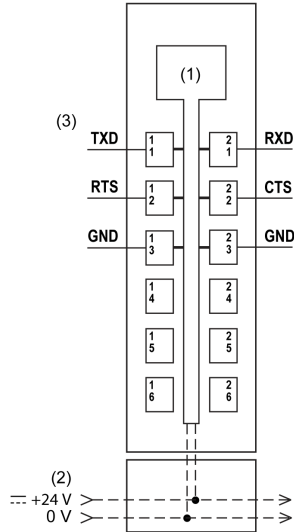 (1)
(3)
TXD 1 1 2 1 RXD
RTS 1 2 2 2 CTS
GND 1 3 2 3 GND
1 4 2 4
1 5 2 5
1 6 2 6
(2)
+24 V
0 V